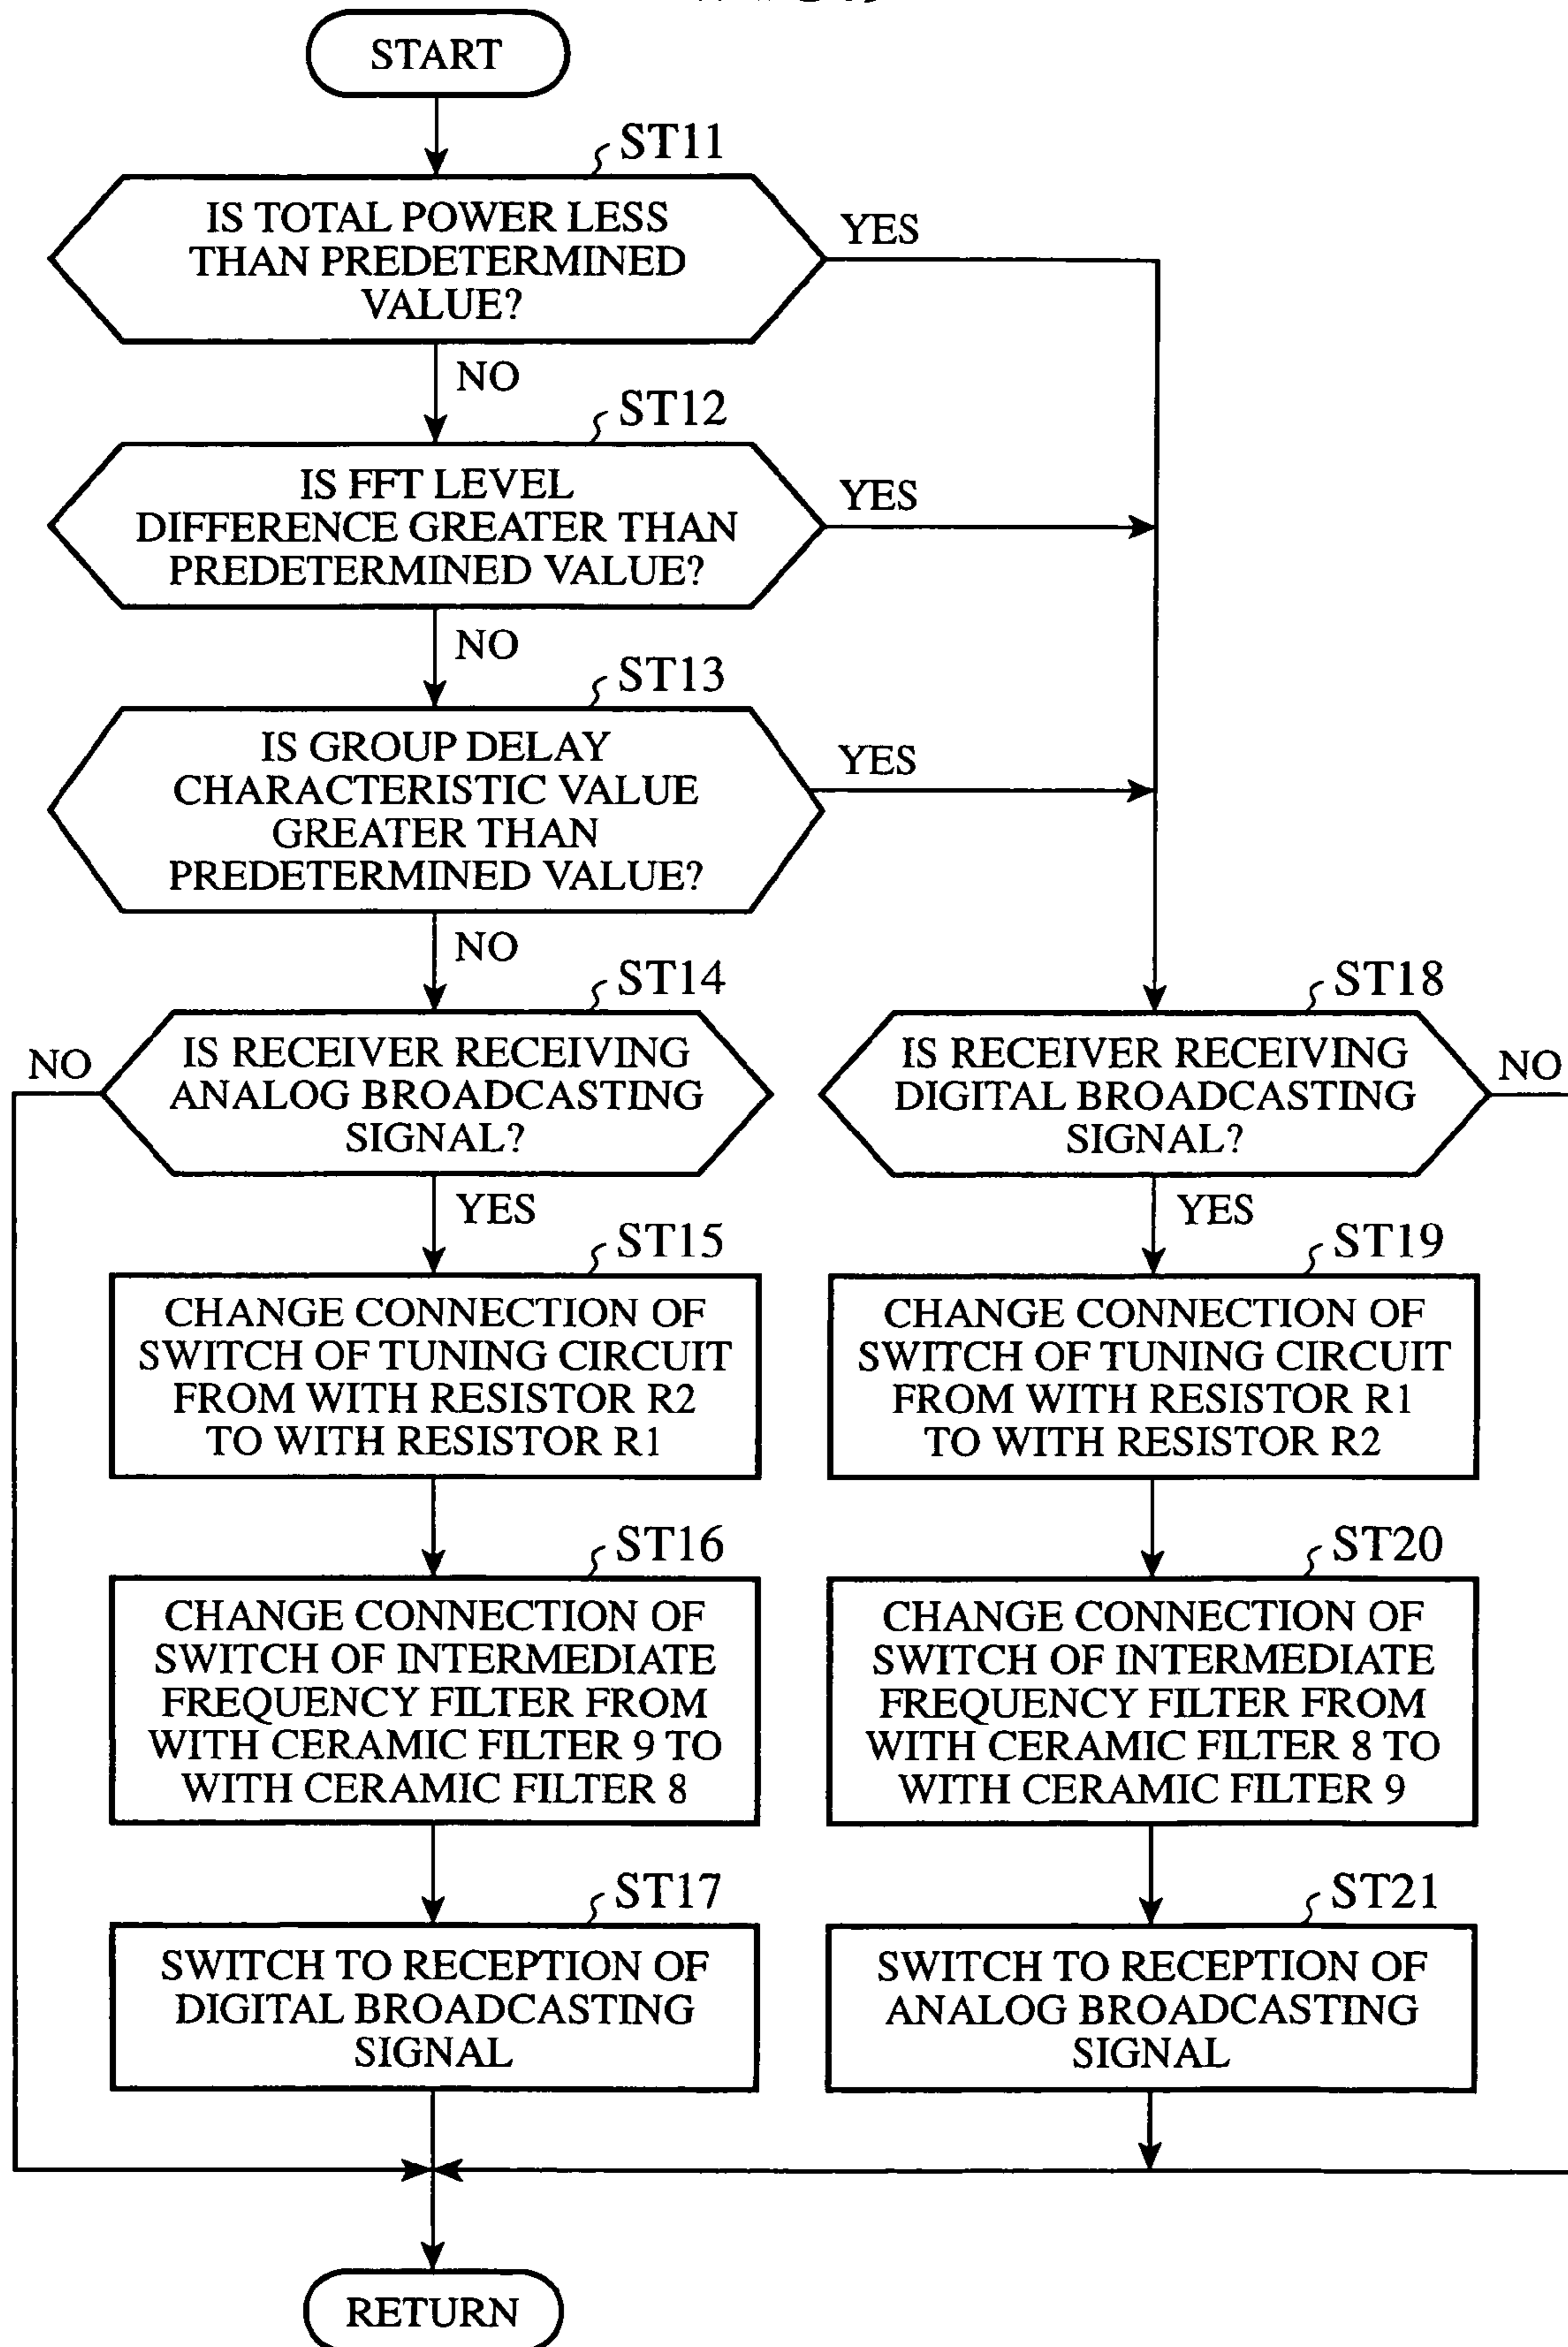 START
ST11
IS TOTAL POWER LESS
THAN PREDETERMINED
VALUE?
YES
NO
ST12
IS FFT LEVEL
DIFFERENCE GREATER THAN
PREDETERMINED VALUE?
YES
NO
ST13
IS GROUP DELAY
CHARACTERISTIC VALUE
GREATER THAN
PREDETERMINED VALUE?
YES
NO
ST14
IS RECEIVER RECEIVING
ANALOG BROADCASTING
SIGNAL?
NO
YES
ST15
CHANGE CONNECTION OF
SWITCH OF TUNING CIRCUIT
FROM WITH RESISTOR R2
TO WITH RESISTOR R1
ST16
CHANGE CONNECTION OF
SWITCH OF INTERMEDIATE
FREQUENCY FILTER FROM
WITH CERAMIC FILTER 9 TO
WITH CERAMIC FILTER 8
ST17
SWITCH TO RECEPTION OF
DIGITAL BROADCASTING
SIGNAL
ST18
IS RECEIVER RECEIVING
DIGITAL BROADCASTING
SIGNAL?
NO
YES
ST19
CHANGE CONNECTION OF
SWITCH OF TUNING CIRCUIT
FROM WITH RESISTOR R1
TO WITH RESISTOR R2
ST20
CHANGE CONNECTION OF
SWITCH OF INTERMEDIATE
FREQUENCY FILTER FROM
WITH CERAMIC FILTER 8 TO
WITH CERAMIC FILTER 9
ST21
SWITCH TO RECEPTION OF
ANALOG BROADCASTING
SIGNAL
RETURN